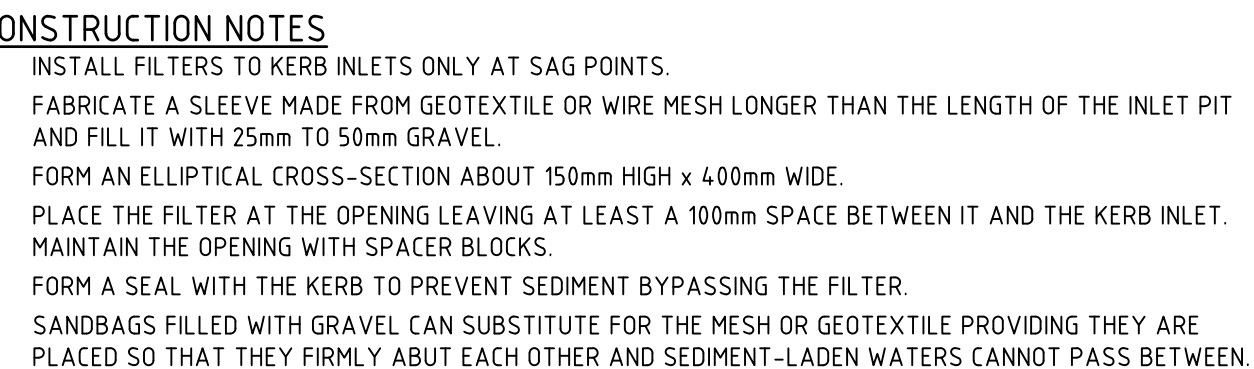 ONSTRUCTION NOTES
INSTALL FILTERS TO KERB INLETS ONLY AT SAG POINTS.
FABRICATE A SLEEVE MADE FROM GEOTEXTILE OR WIRE MESH LONGER THAN THE LENGTH OF THE INLET PIT
AND FILL IT WITH 25mm TO 50mm GRAVEL.
FORM AN ELLIPTICAL CROSS-SECTION ABOUT 150mm HIGH x 400mm WIDE.
PLACE THE FILTER AT THE OPENING LEAVING AT LEAST A 100mm SPACE BETWEEN IT AND THE KERB INLET.
MAINTAIN THE OPENING WITH SPACER BLOCKS.
FORM A SEAL WITH THE KERB TO PREVENT SEDIMENT BYPASSING THE FILTER.
SANDBAGS FILLED WITH GRAVEL CAN SUBSTITUTE FOR THE MESH OR GEOTEXTILE PROVIDING THEY ARE
PLACED SO THAT THEY FIRMLY ABUT EACH OTHER AND SEDIMENT-LADEN WATERS CANNOT PASS BETWEEN.